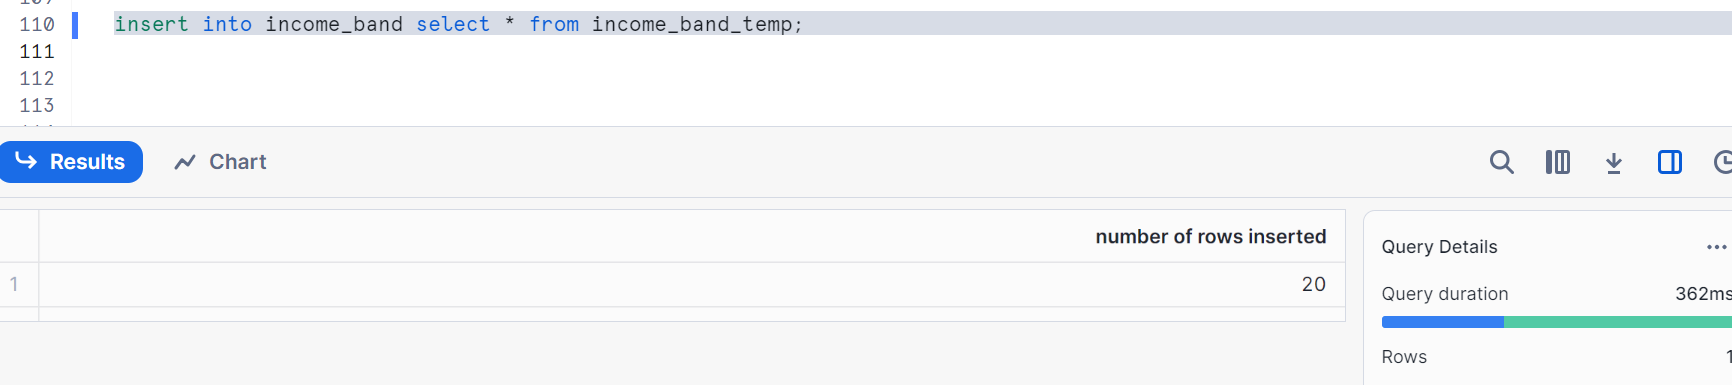 110 insert into income_band select * from income_band_temp;
111
112
113
Results Chart
number of rows inserted
1 20
Query Details ...
Query duration 362ms
Rows 1